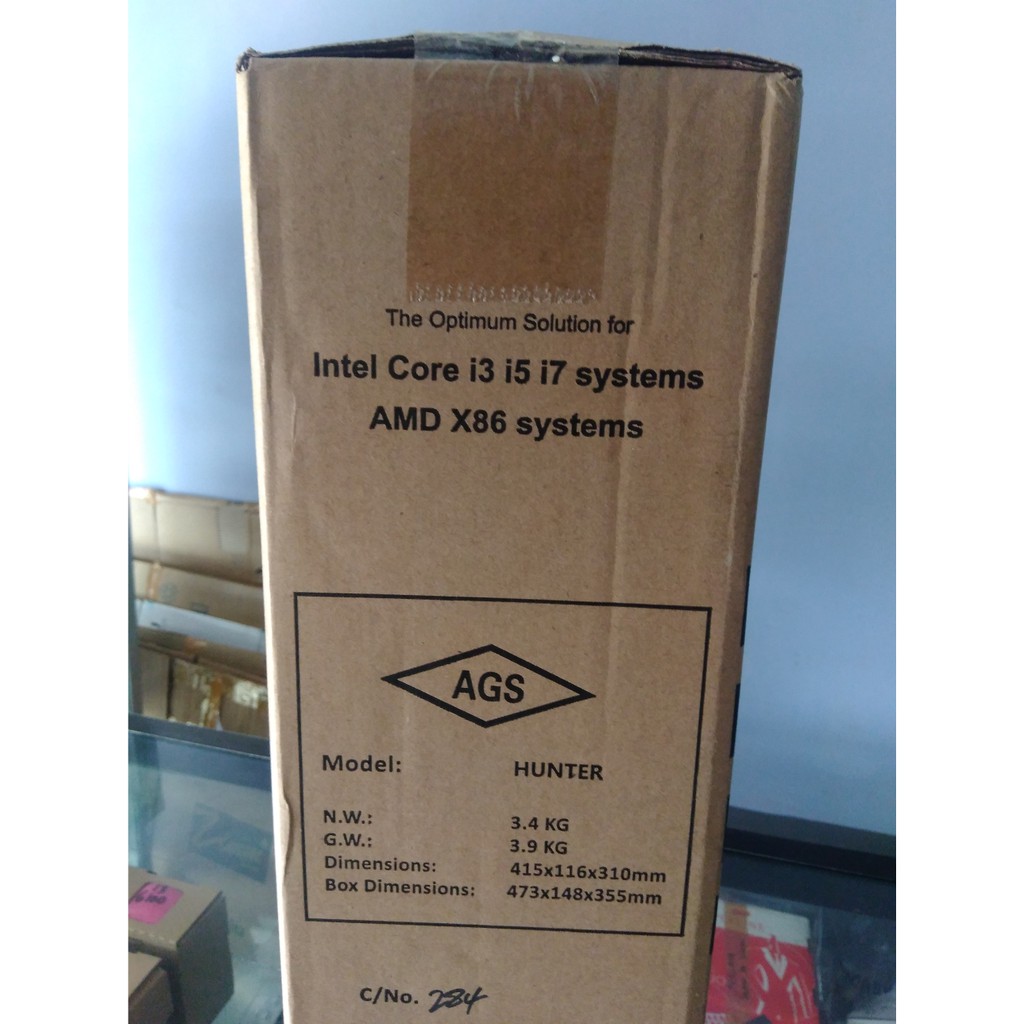 The Optimum Solution for
Intel Core i3 i5 i7 systems
AMD X86 systems
AGS
Model: HUNTER
N.W.: 3.4 KG
G.W.: 3.9 KG
Dimensions: 415x116x310mm
Box Dimensions: 473x148x355mm
C/No. 284